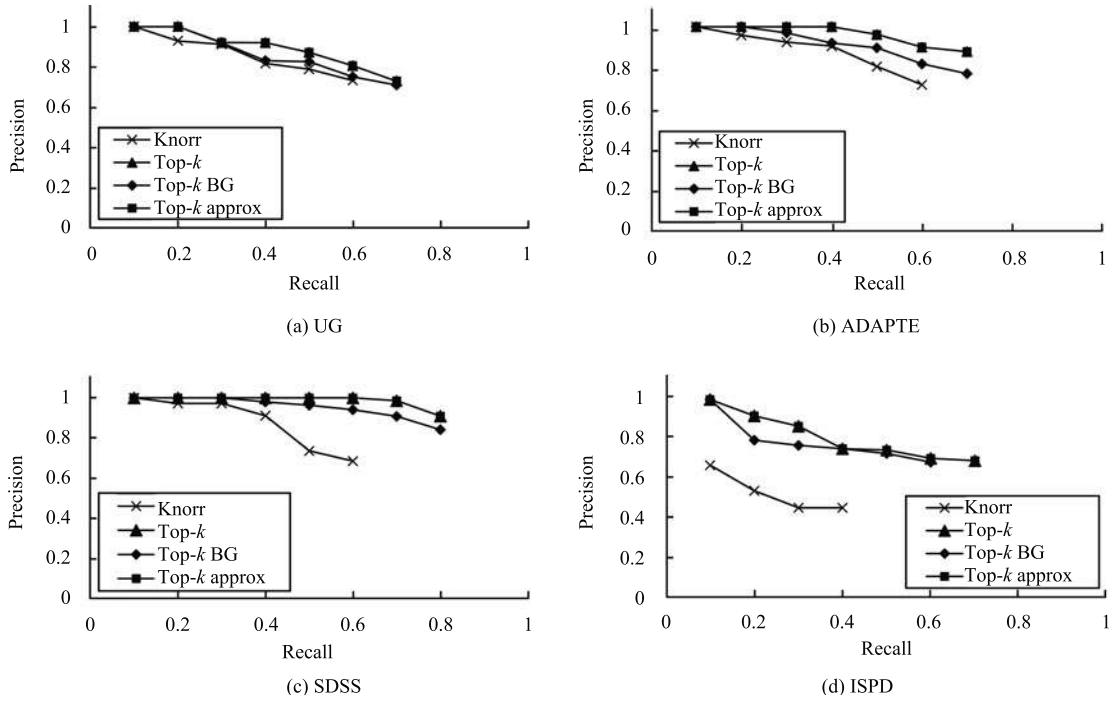 1
0.8
0.6
0.4
0.2
0
Precision
Knorr
Top-k
Top-k BG
Top-k approx
0 0.2 0.4 0.6 0.8 1
Recall
(a) UG
1
0.8
0.6
0.4
0.2
0
Precision
Knorr
Top-k
Top-k BG
Top-k approx
0 0.2 0.4 0.6 0.8 1
Recall
(b) ADAPTE
1
0.8
0.6
0.4
0.2
0
Precision
Knorr
Top-k
Top-k BG
Top-k approx
0 0.2 0.4 0.6 0.8 1
Recall
(c) SDSS
1
0.8
0.6
0.4
0.2
0
Precision
Knorr
Top-k
Top-k BG
Top-k approx
0 0.2 0.4 0.6 0.8 1
Recall
(d) ISPD